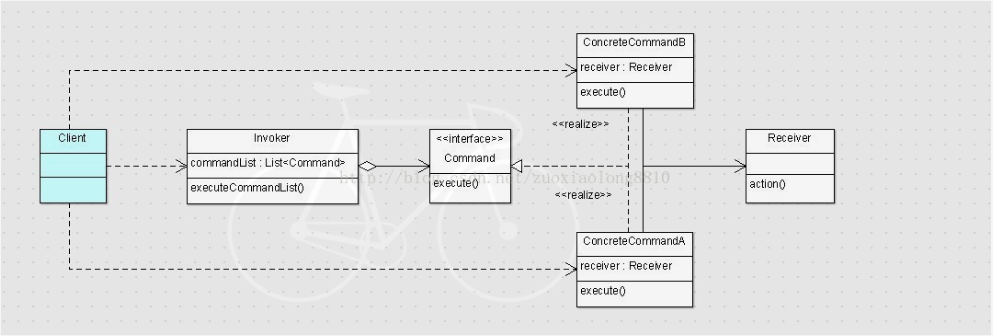 ConcreteCommandB
receiver : Receiver
execute()
<<realize>>
Client
Invoker
commandList : List<Command>
executeCommandList()
<<interface>>
Command
execute()
Receiver
action()
http://blog.csdn.net/zuoxiaolong8810
<<realize>>
ConcreteCommandA
receiver : Receiver
execute()